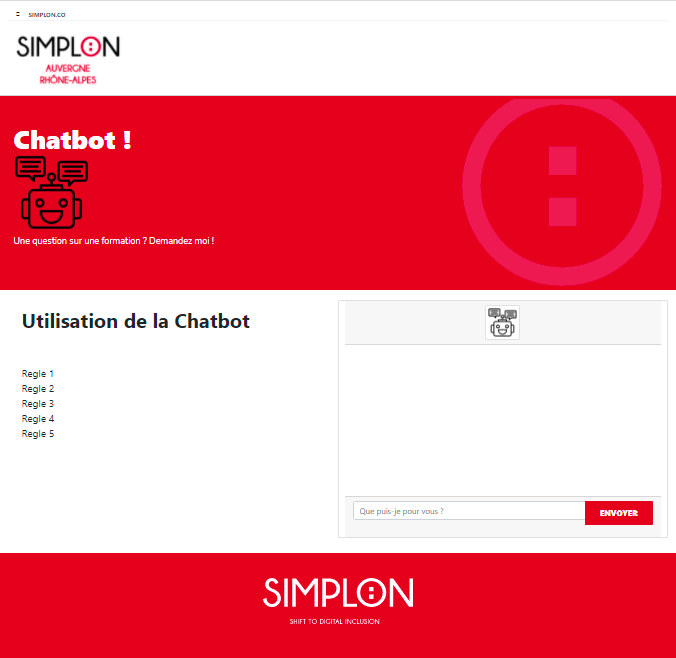 SIMPLON.CO
SIMPLON
AUVERGNE
RHÔNE-ALPES
Chatbot !
Une question sur une formation ? Demandez moi !
Utilisation de la Chatbot
Regle 1
Regle 2
Regle 3
Regle 4
Regle 5
Que puis-je pour vous ?
ENVOYER
SIMPLON
SHIFT TO DIGITAL INCLUSION